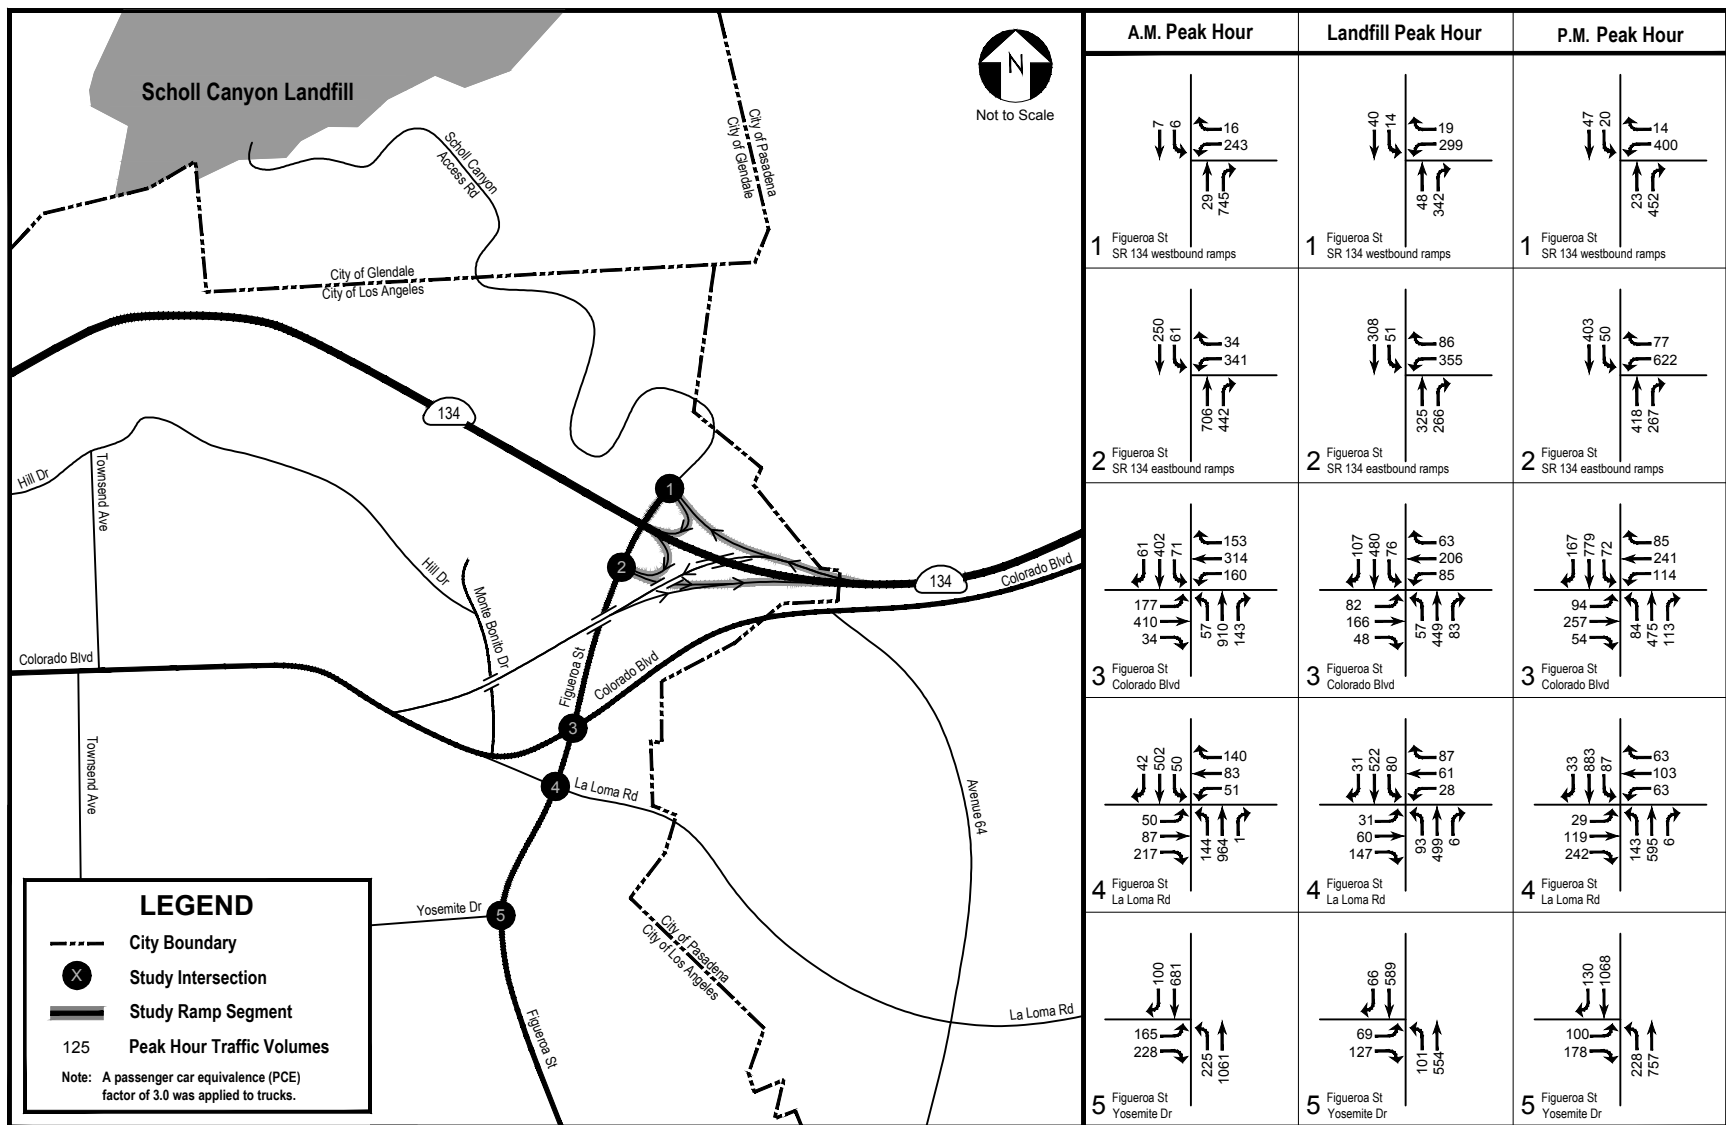 Scholl Canyon Landfill
N
Not to Scale
City of Pasadena
City of Glendale
Scholl Canyon
Access Rd
City of Glendale
City of Los Angeles
134
Hill Dr
Townsend Ave
1
2
134
Colorado Blvd
Hill Dr
Monte Bonito Dr
Colorado Blvd
Figueroa St
Colorado Blvd
3
4
La Loma Rd
Townsend Ave
Avenue 64
Yosemite Dr
5
City of Pasadena
City of Los Angeles
La Loma Rd
Figueroa St
LEGEND
City Boundary
X
Study Intersection
Study Ramp Segment
125
Peak Hour Traffic Volumes
Note: A passenger car equivalence (PCE)
factor of 3.0 was applied to trucks.
A.M. Peak Hour
Landfill Peak Hour
P.M. Peak Hour
7 6
16
243
29 745
1 Figueroa St
SR 134 westbound ramps
40 14
19
299
48 342
1 Figueroa St
SR 134 westbound ramps
47 20
14
400
23 452
1 Figueroa St
SR 134 westbound ramps
250 61
34
341
706 442
2 Figueroa St
SR 134 eastbound ramps
308 51
86
355
325 266
2 Figueroa St
SR 134 eastbound ramps
403 50
77
622
418 267
2 Figueroa St
SR 134 eastbound ramps
61 402 71
153
314
160
177
410
34
57 910 143
3 Figueroa St
Colorado Blvd
107 480 76
63
206
85
82
166
48
57 449 83
3 Figueroa St
Colorado Blvd
167 779 72
85
241
114
94
257
54
84 475 113
3 Figueroa St
Colorado Blvd
42 502 50
140
83
51
50
87
217
144 964 1
4 Figueroa St
La Loma Rd
31 522 80
87
61
28
31
60
147
93 499 6
4 Figueroa St
La Loma Rd
33 883 87
63
103
63
29
119
242
143 595 6
4 Figueroa St
La Loma Rd
100 681
165
228
225 1061
5 Figueroa St
Yosemite Dr
66 589
69
127
101 554
5 Figueroa St
Yosemite Dr
130 1068
100
178
228 757
5 Figueroa St
Yosemite Dr